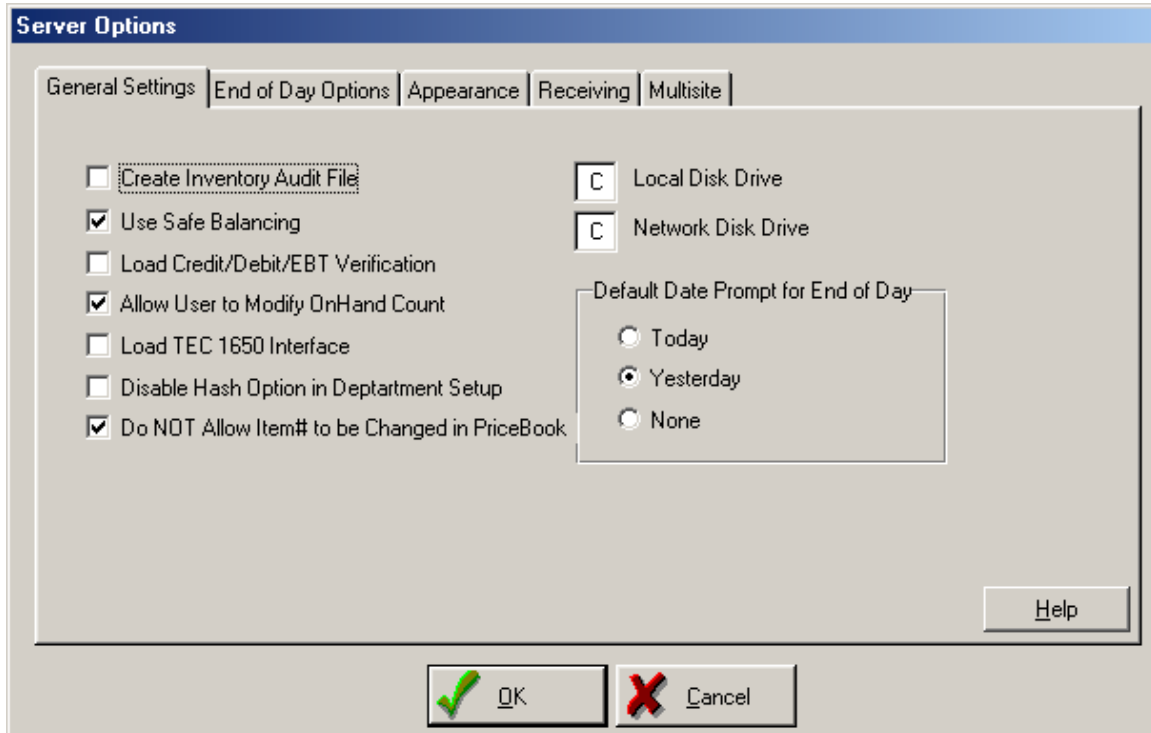 Server Options
General Settings
End of Day Options
Appearance
Receiving
Multisite
Create Inventory Audit File
Use Safe Balancing
Load Credit/Debit/EBT Verification
Allow User to Modify OnHand Count
Load TEC 1650 Interface
Disable Hash Option in Deptartment Setup
Do NOT Allow Item# to be Changed in PriceBook
C Local Disk Drive
C Network Disk Drive
Default Date Prompt for End of Day
Today
Yesterday
None
Help
OK
Cancel